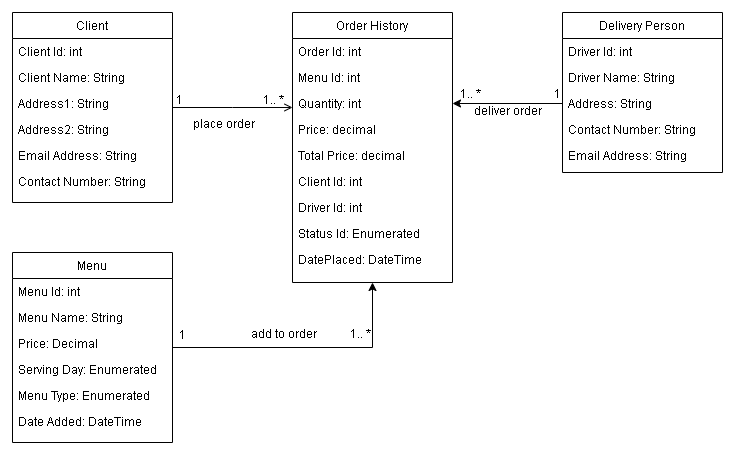 Client
Client Id: int
Client Name: String
Address1: String
Address2: String
Email Address: String
Contact Number: String
1
1.. *
place order
Order History
Order Id: int
Menu Id: int
Quantity: int
Price: decimal
Total Price: decimal
Client Id: int
Driver Id: int
Status Id: Enumerated
DatePlaced: DateTime
1.. *
1
deliver order
Delivery Person
Driver Id: int
Driver Name: String
Address: String
Contact Number: String
Email Address: String
Menu
Menu Id: int
Menu Name: String
Price: Decimal
Serving Day: Enumerated
Menu Type: Enumerated
Date Added: DateTime
1
add to order
1.. *